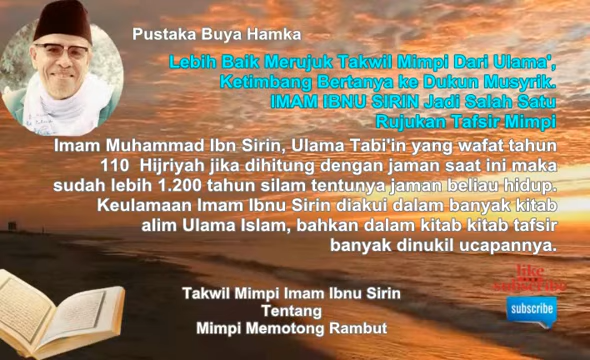 Pustaka Buya Hamka
Lebih Baik Merujuk Takwil Mimpi Dari Ulama',
Ketimbang Bertanya ke Dukun Musyrik.
IMAM IBNU SIRIN Jadi Salah Satu
Rujukan Tafsir Mimpi
Imam Muhammad Ibn Sirin, Ulama Tabi'in yang wafat tahun
110 Hijriyah jika dihitung dengan jaman saat ini maka
sudah lebih 1.200 tahun silam tentunya jaman beliau hidup.
Keulamaan Imam Ibnu Sirin diakui dalam banyak kitab
alim Ulama Islam, bahkan dalam kitab kitab tafsir
banyak dinukil ucapannya.
like
subscribe
subscribe
Takwil Mimpi Imam Ibnu Sirin
Tentang
Mimpi Memotong Rambut